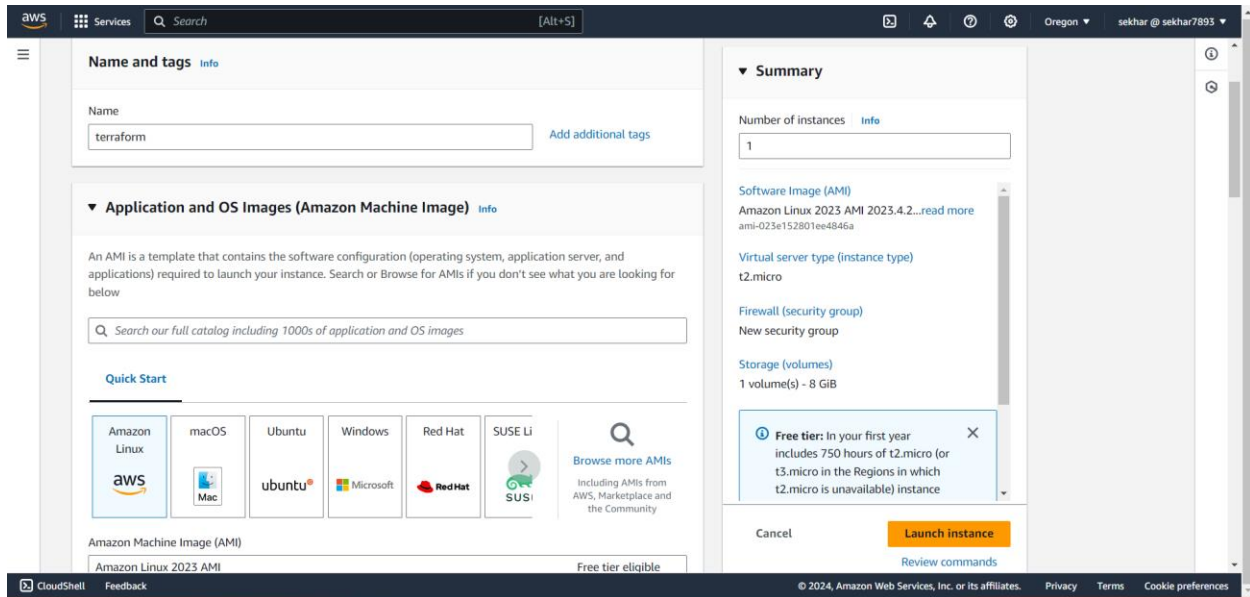 aws
Services
Search
[Alt+S]
Oregon ▼
sekhar @ sekhar7893 ▼
Name and tags Info
Name
terraform
Add additional tags
▼ Application and OS Images (Amazon Machine Image) Info
An AMI is a template that contains the software configuration (operating system, application server, and
applications) required to launch your instance. Search or Browse for AMIs if you don't see what you are looking for
below
Search our full catalog including 1000s of application and OS images
Quick Start
Amazon
Linux
aws
macOS
Mac
Ubuntu
ubuntu®
Windows
Microsoft
Red Hat
Red Hat
SUSE Li
SUS
Browse more AMIs
Including AMIs from
AWS, Marketplace and
the Community
Amazon Machine Image (AMI)
Amazon Linux 2023 AMI
Free tier eligible
▼ Summary
Number of instances Info
1
Software Image (AMI)
Amazon Linux 2023 AMI 2023.4.2...read more
ami-023e152801ee4846a
Virtual server type (instance type)
t2.micro
Firewall (security group)
New security group
Storage (volumes)
1 volume(s) - 8 GiB
Free tier: In your first year
includes 750 hours of t2.micro (or
t3.micro in the Regions in which
t2.micro is unavailable) instance
Cancel
Launch instance
Review commands
CloudShell
Feedback
© 2024, Amazon Web Services, Inc. or its affiliates.
Privacy
Terms
Cookie preferences